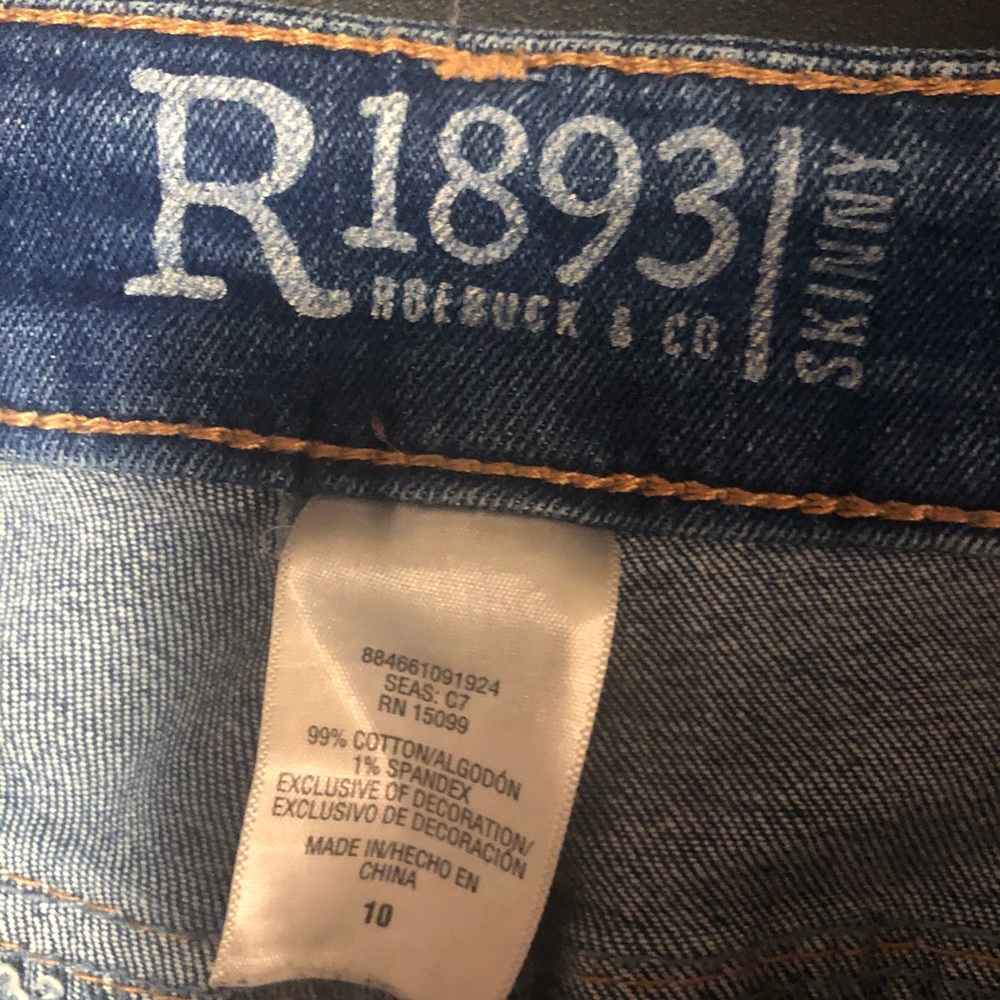 R1893
ROEBUCK & CO
SKINNY
884661091924
SEAS: C7
RN 15099
99% COTTON/ALGODÓN
1% SPANDEX
EXCLUSIVE OF DECORATION/
EXCLUSIVO DE DECORACIÓN
MADE IN/HECHO EN
CHINA
10